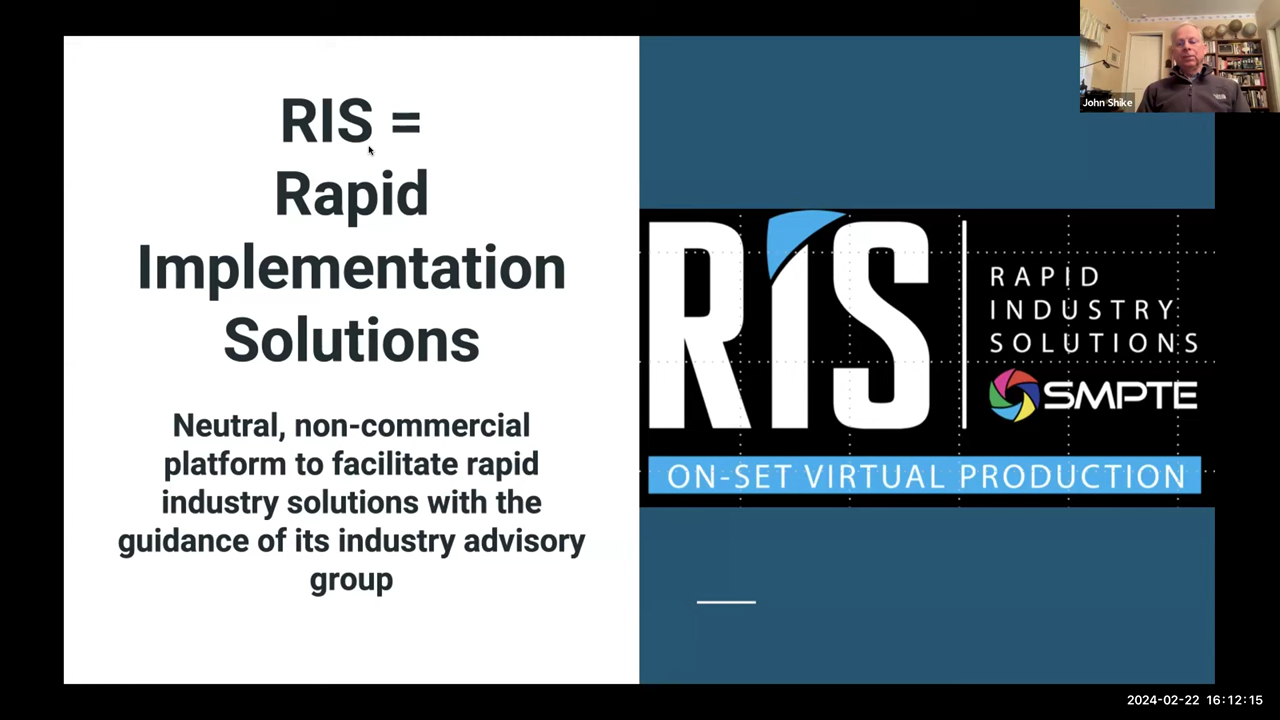 RIS =
Rapid
Implementation
Solutions
Neutral, non-commercial
platform to facilitate rapid
industry solutions with the
guidance of its industry advisory
group
RIS
RAPID
INDUSTRY
SOLUTIONS
SMPTE
ON-SET VIRTUAL PRODUCTION
John Shike
2024-02-22 16:12:15